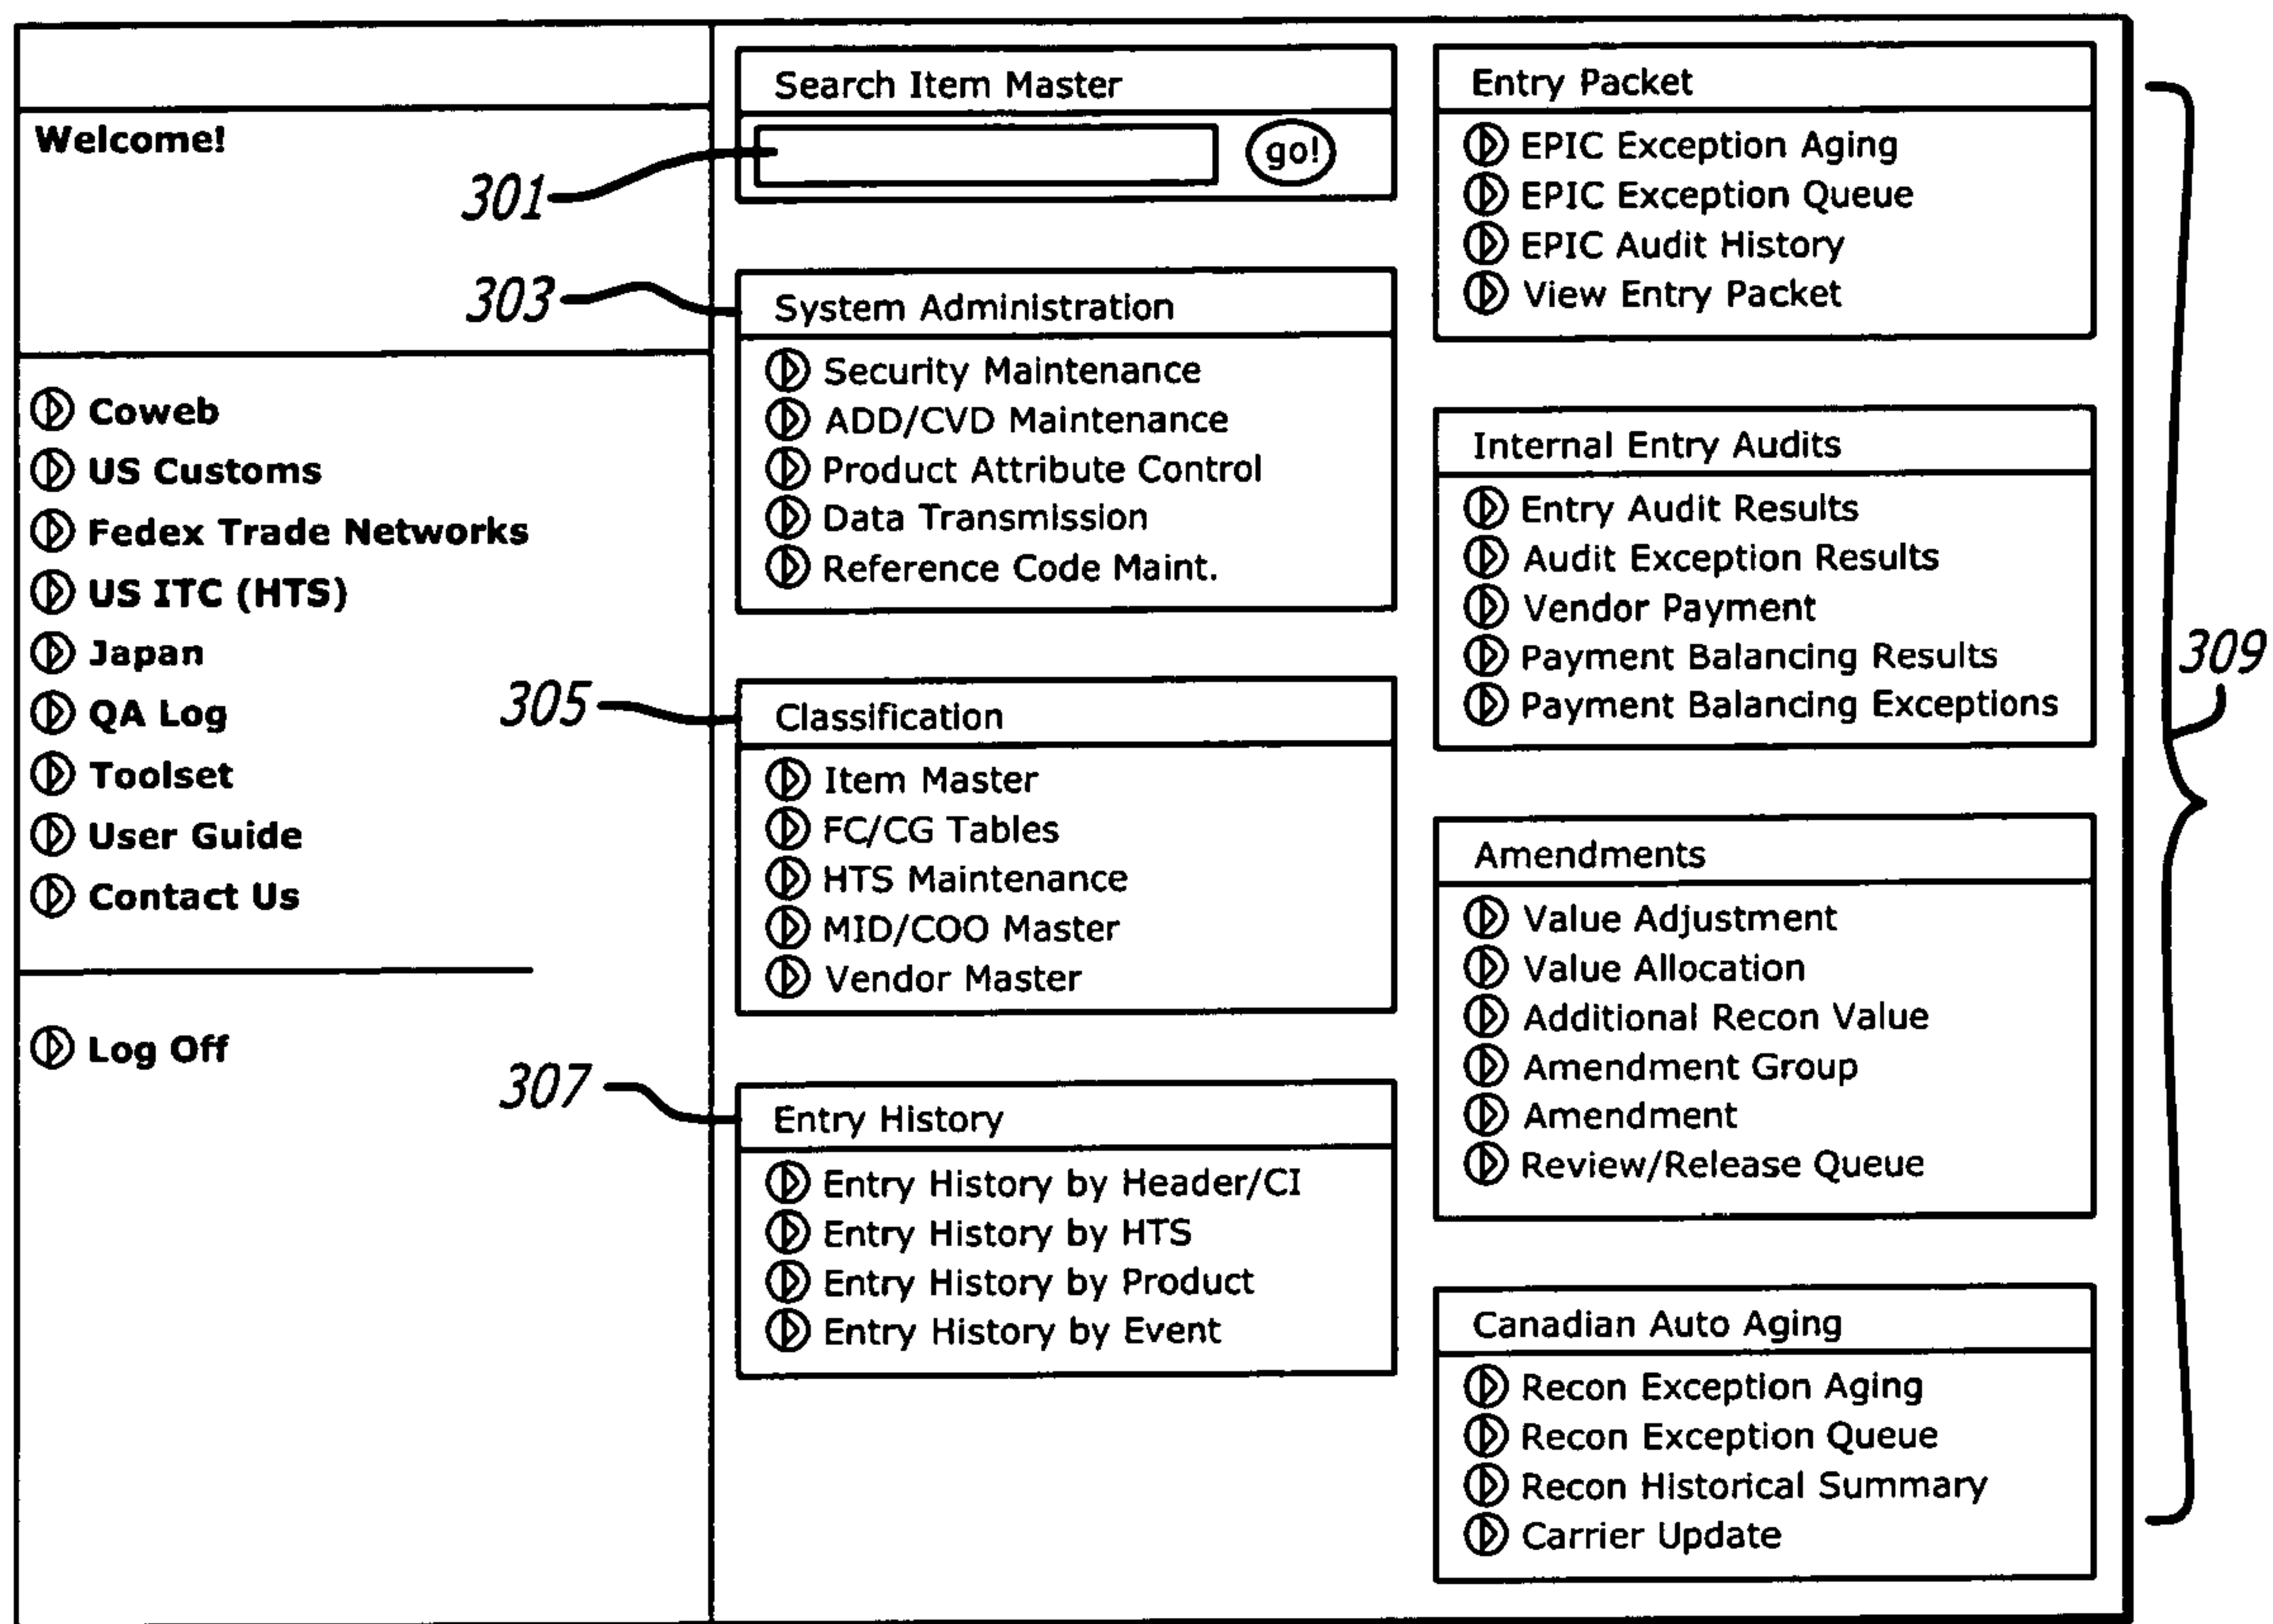 Welcome!
Coweb
US Customs
Fedex Trade Networks
US ITC (HTS)
Japan
QA Log
Toolset
User Guide
Contact Us
Log Off
301
303
305
307
Search Item Master
go!
System Administration
Security Maintenance
ADD/CVD Maintenance
Product Attribute Control
Data Transmission
Reference Code Maint.
Classification
Item Master
FC/CG Tables
HTS Maintenance
MID/COO Master
Vendor Master
Entry History
Entry History by Header/CI
Entry History by HTS
Entry History by Product
Entry History by Event
Entry Packet
EPIC Exception Aging
EPIC Exception Queue
EPIC Audit History
View Entry Packet
Internal Entry Audits
Entry Audit Results
Audit Exception Results
Vendor Payment
Payment Balancing Results
Payment Balancing Exceptions
Amendments
Value Adjustment
Value Allocation
Additional Recon Value
Amendment Group
Amendment
Review/Release Queue
Canadian Auto Aging
Recon Exception Aging
Recon Exception Queue
Recon Historical Summary
Carrier Update
309